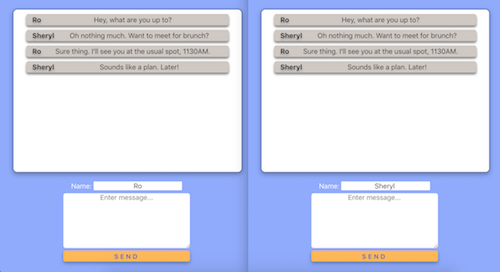 Ro Hey, what are you up to?
Sheryl Oh nothing much. Want to meet for brunch?
Ro Sure thing. I'll see you at the usual spot, 1130AM.
Sheryl Sounds like a plan. Later!
Name: Ro
Enter message...
SEND
Ro Hey, what are you up to?
Sheryl Oh nothing much. Want to meet for brunch?
Ro Sure thing. I'll see you at the usual spot, 1130AM.
Sheryl Sounds like a plan. Later!
Name: Sheryl
Enter message...
SEND